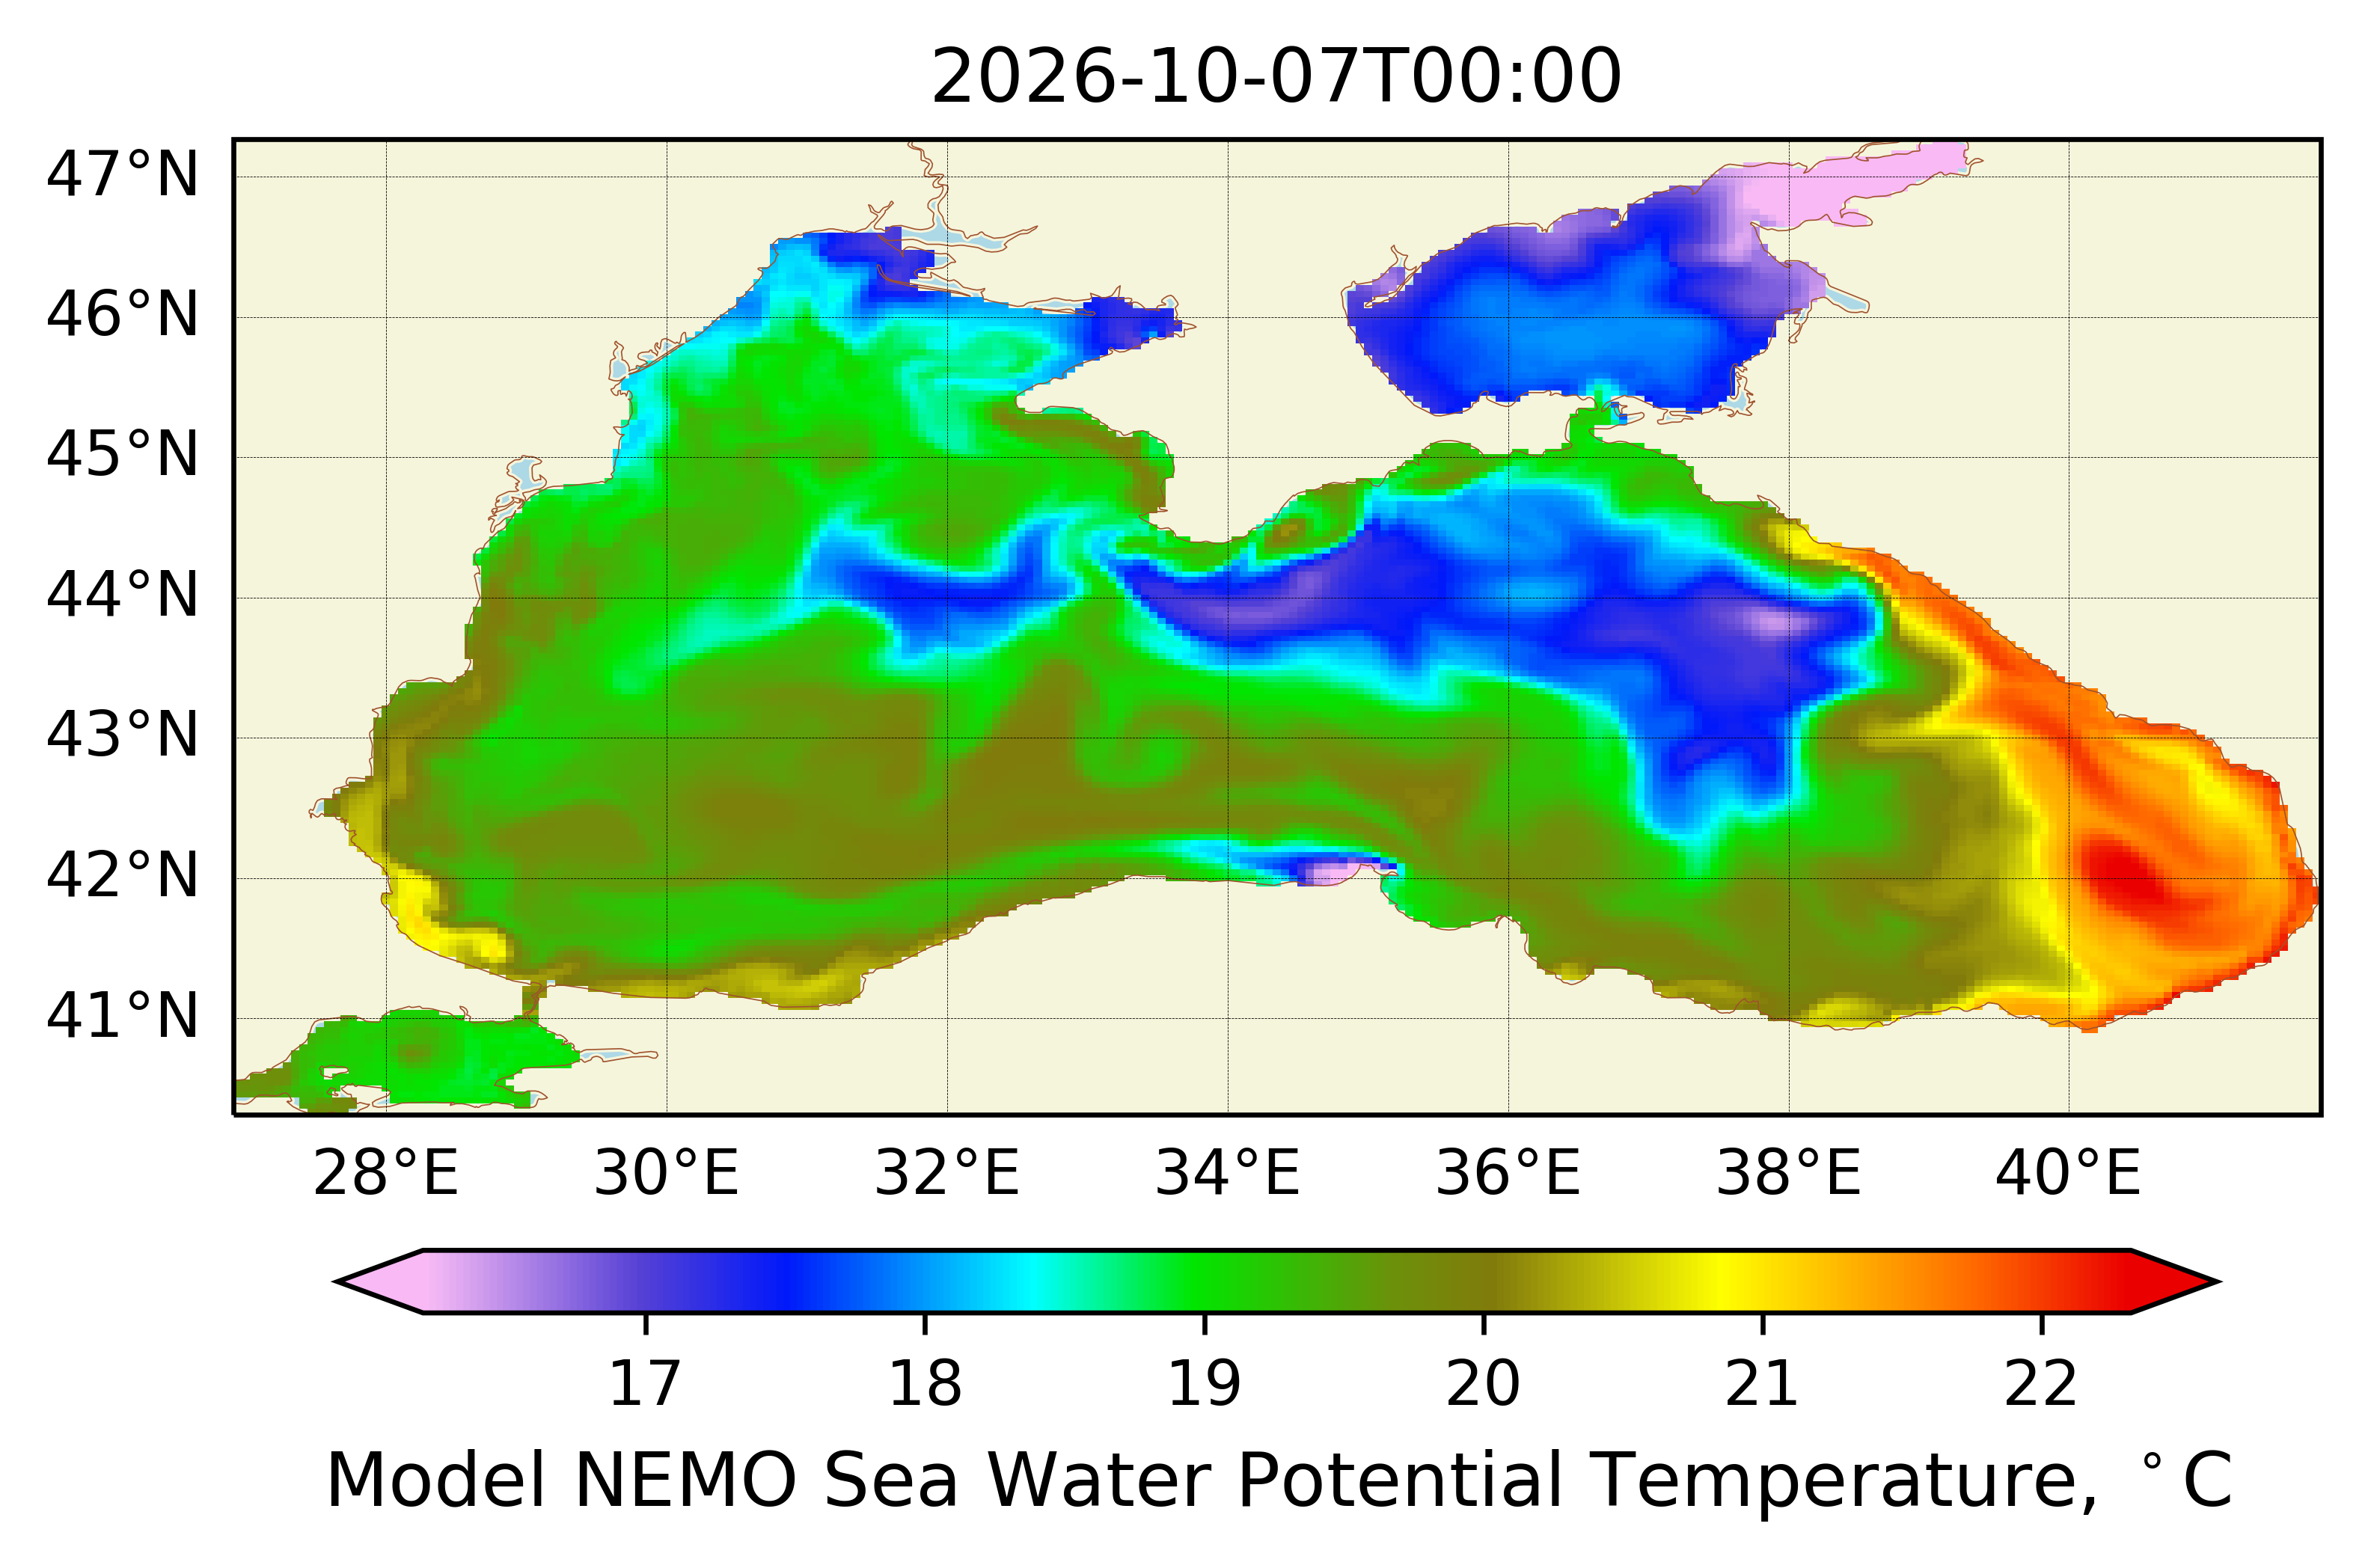 2026-10-07T00:00
47°N
46°N
45°N
44°N
43°N
42°N
41°N
28°E 30°E 32°E 34°E 36°E 38°E 40°E
17 18 19 20 21 22
Model NEMO Sea Water Potential Temperature, °C